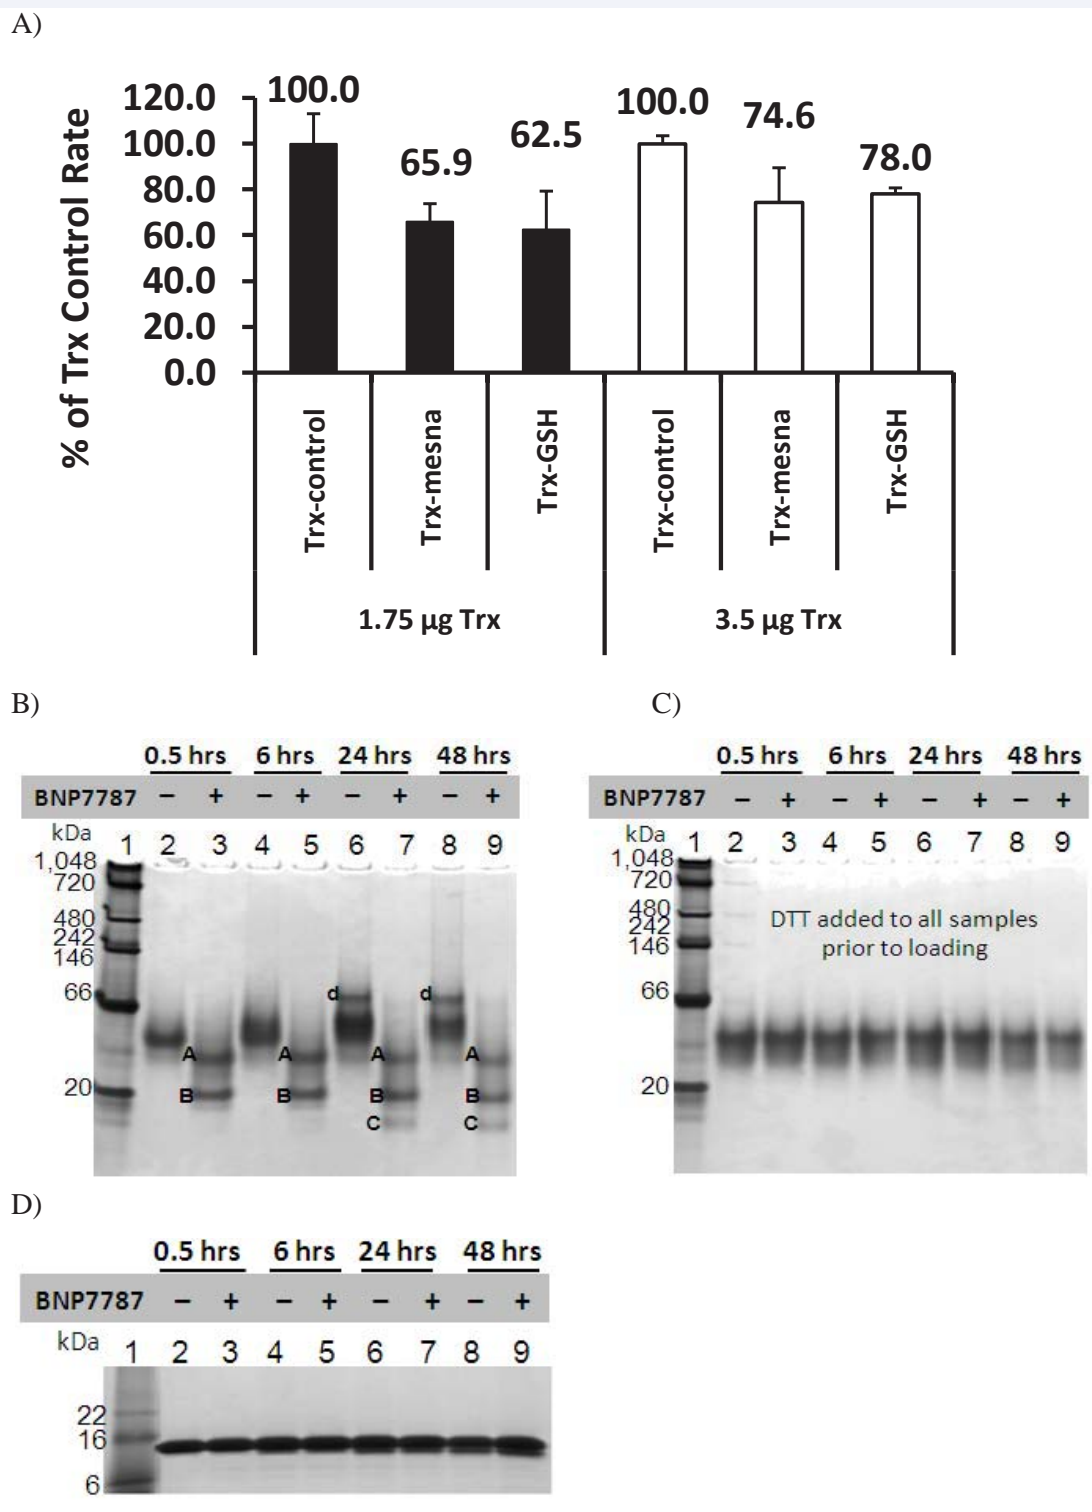 A)
% of Trx Control Rate
120.0
100.0
80.0
60.0
40.0
20.0
0.0
100.0
65.9
62.5
100.0
74.6
78.0
Trx-control
Trx-mesna
Trx-GSH
Trx-control
Trx-mesna
Trx-GSH
1.75 µg Trx
3.5 µg Trx
B)
0.5 hrs 6 hrs 24 hrs 48 hrs
BNP7787 – + – + – + – +
kDa 1 2 3 4 5 6 7 8 9
1,048
720
480
242
146
66
20
d d
A A A A
B B B B
C C
C)
0.5 hrs 6 hrs 24 hrs 48 hrs
BNP7787 – + – + – + – +
kDa 1 2 3 4 5 6 7 8 9
1,048
720
480
242
146
66
20
DTT added to all samples
prior to loading
D)
0.5 hrs 6 hrs 24 hrs 48 hrs
BNP7787 – + – + – + – +
kDa 1 2 3 4 5 6 7 8 9
22
16
6